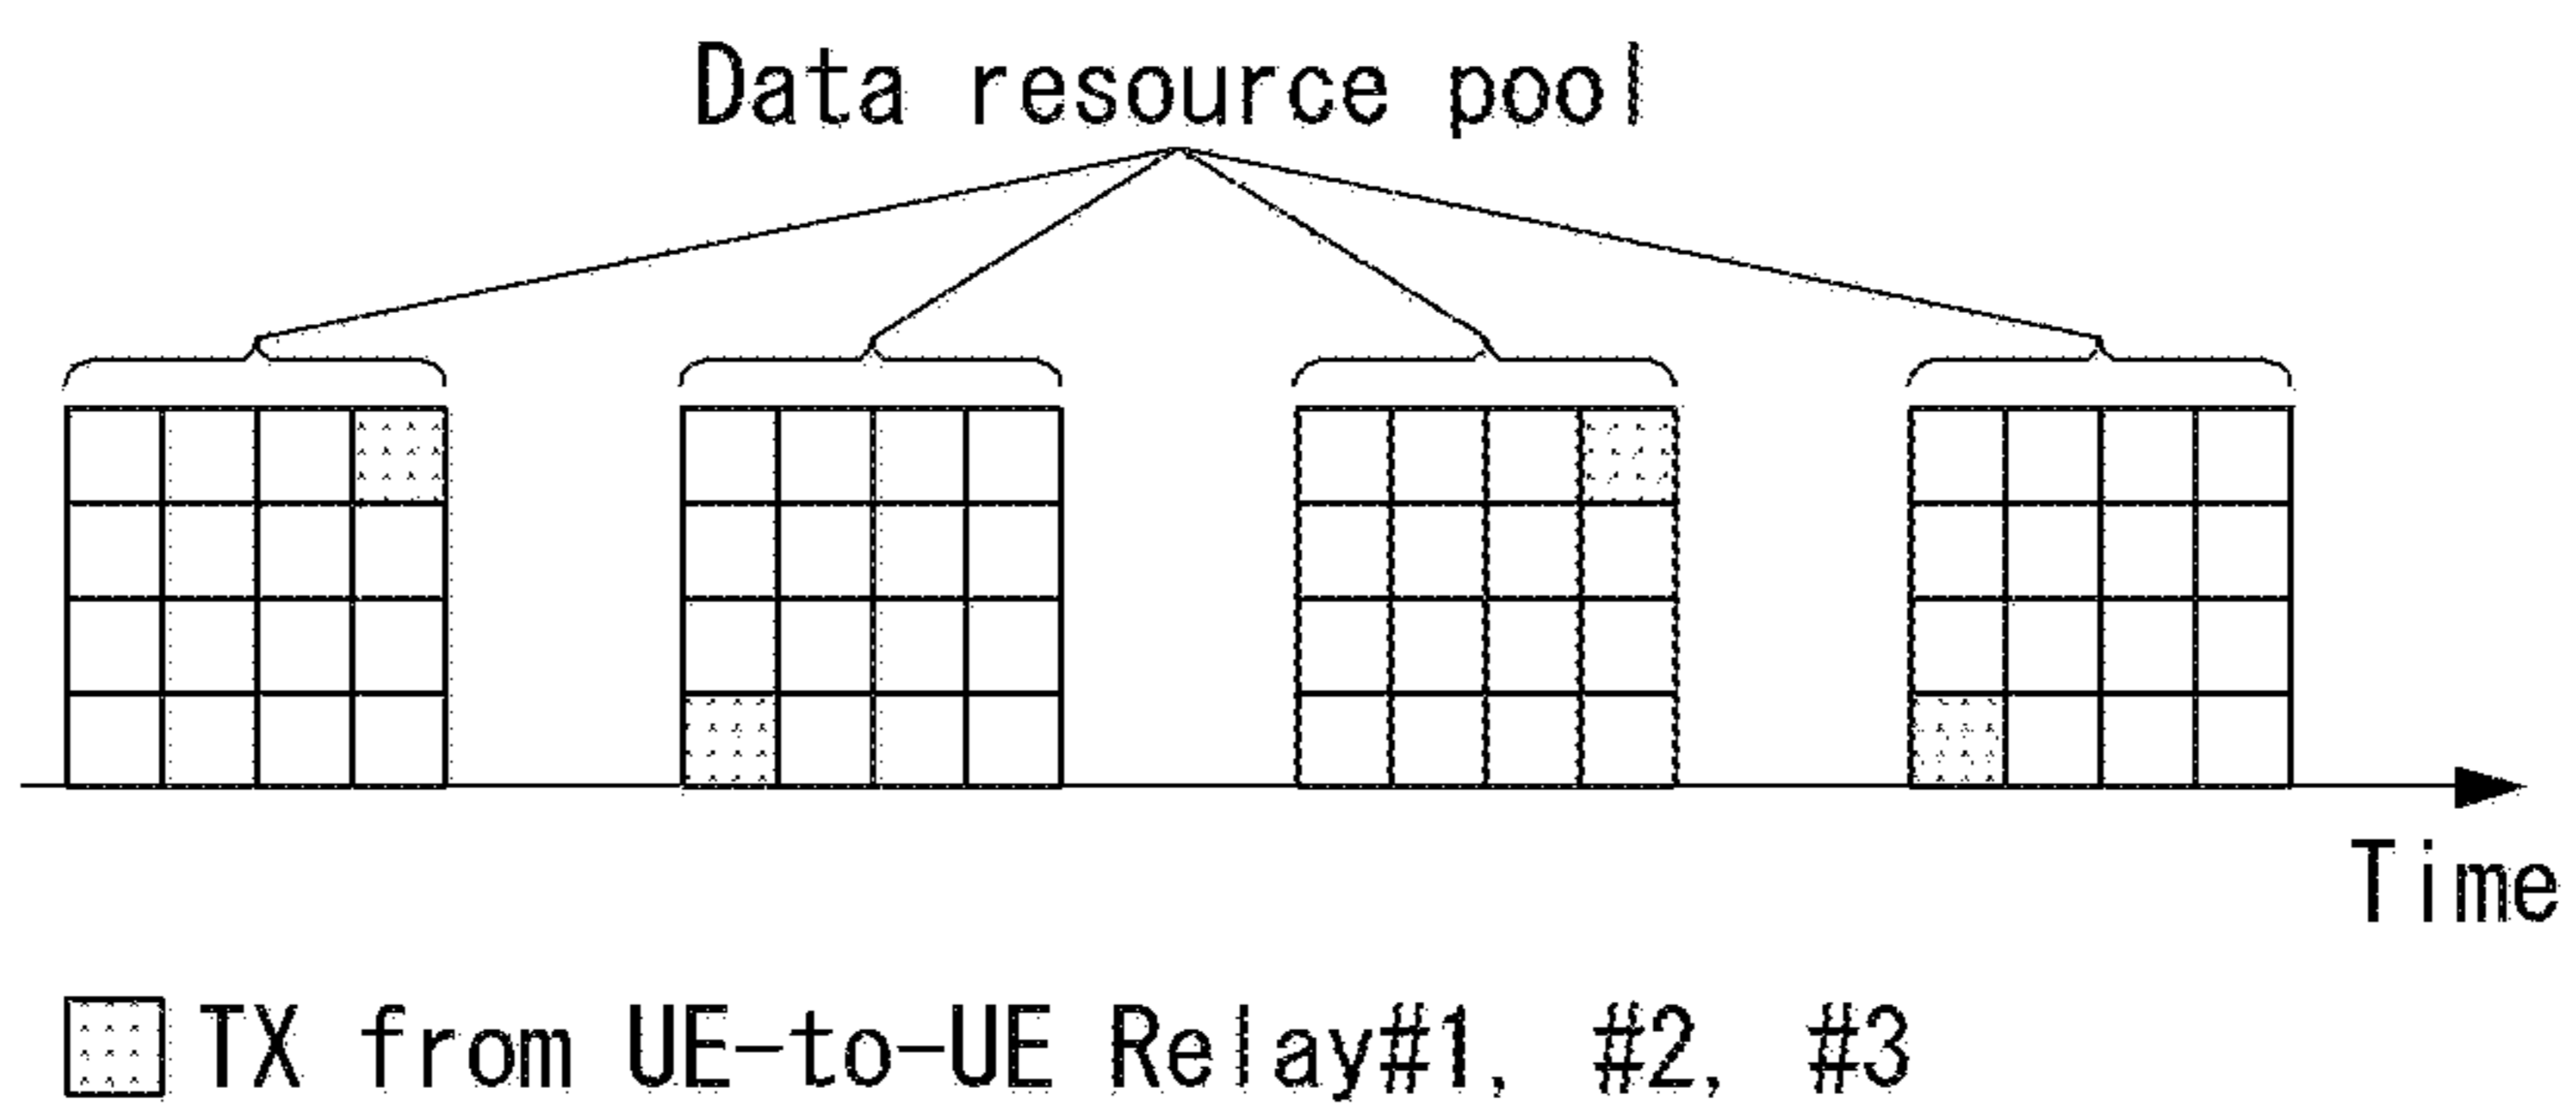 Data resource pool
Time
TX from UE-to-UE Relay#1, #2, #3